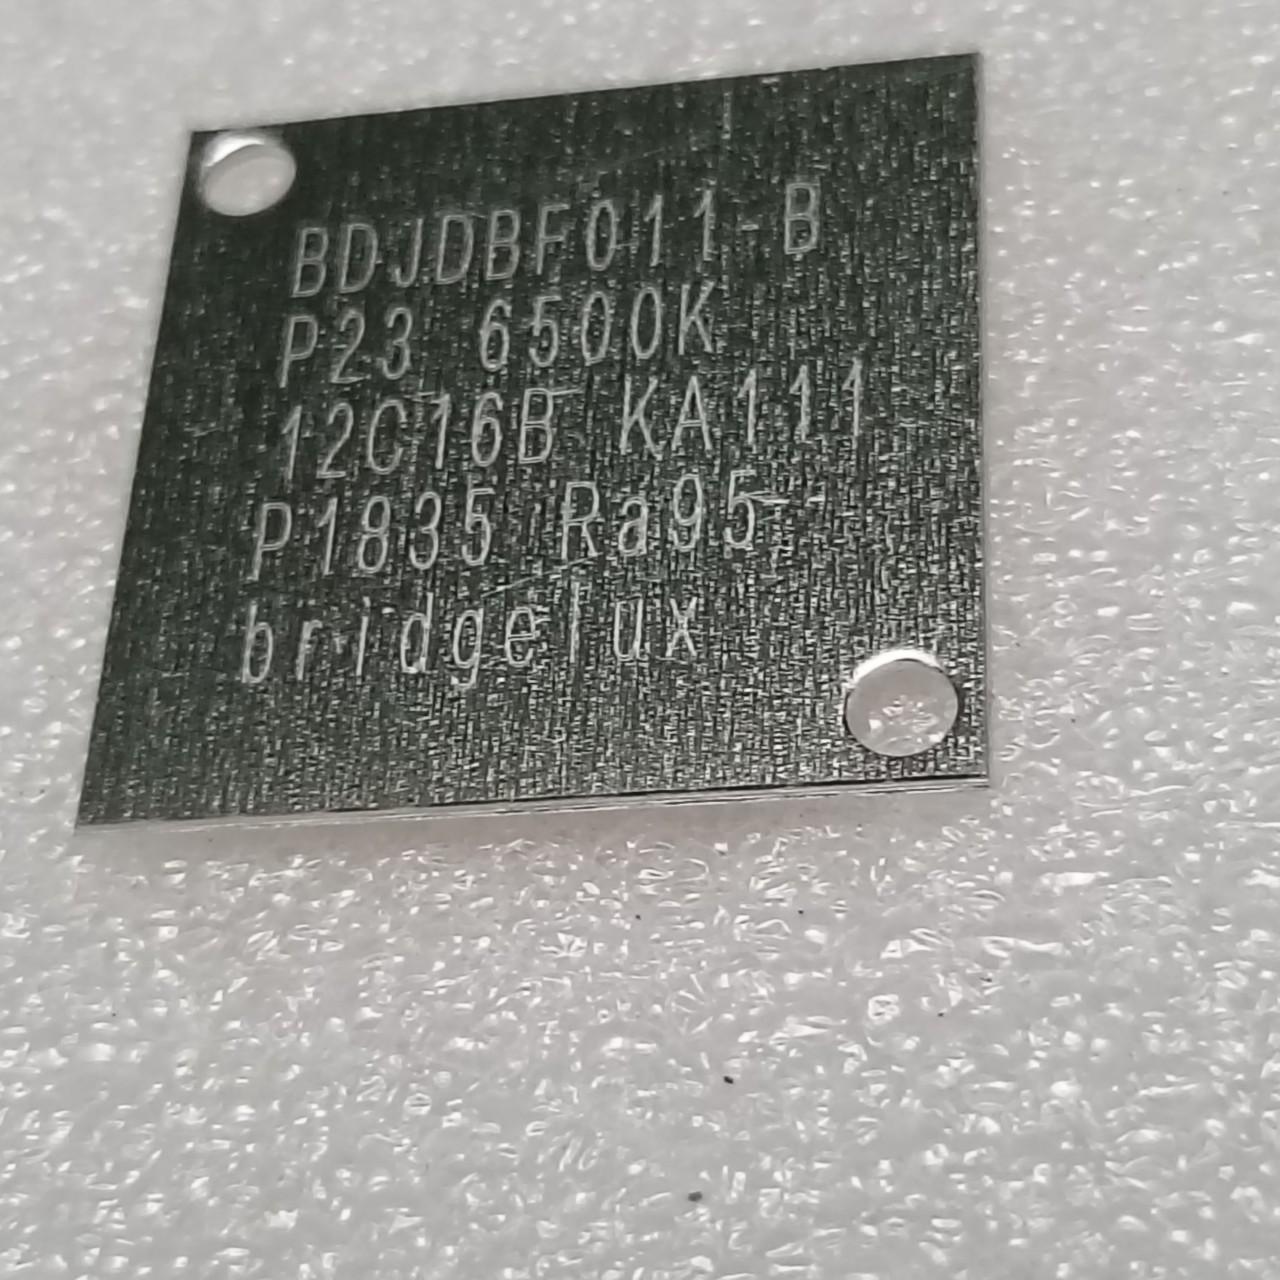 BDJDBF011-B
P23 6500K
12C16B KA111
P1835 Ra95
bridgelux